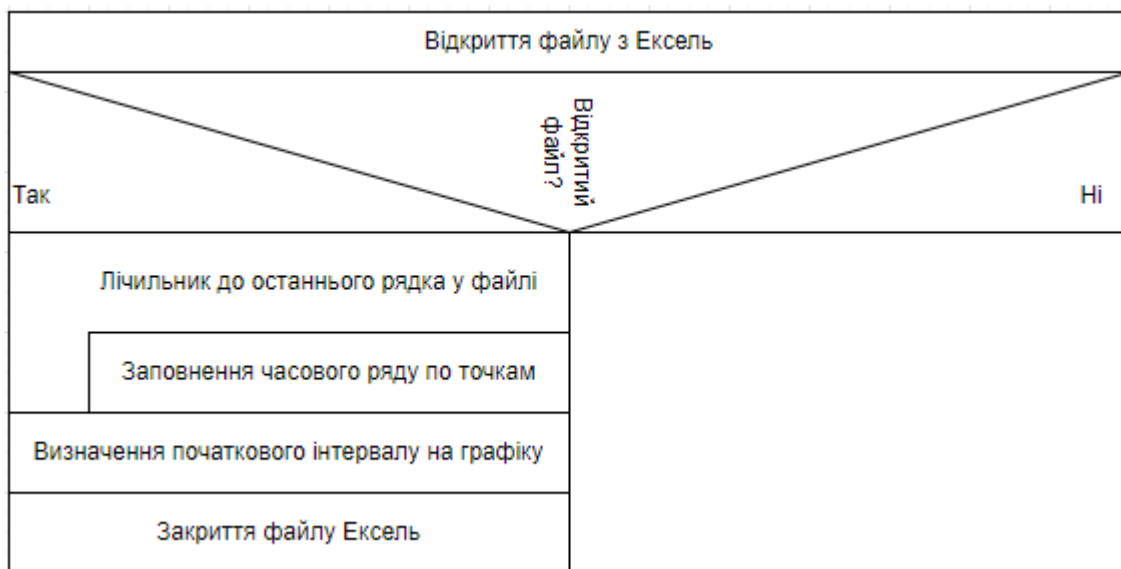 Відкриття файлу з Ексель
Відкритий
файл?
Так
Ні
Лічильник до останнього рядка у файлі
Заповнення часового ряду по точкам
Визначення початкового інтервалу на графіку
Закриття файлу Ексель